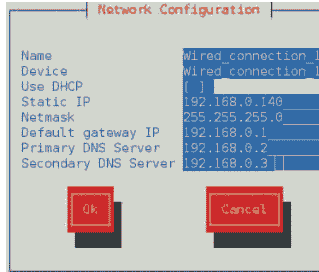 Network Configuration
Name Wired_connection_1
Device Wired_connection_1
Use DHCP [ ]
Static IP 192.168.0.140
Netmask 255.255.255.0
Default gateway IP 192.168.0.1
Primary DNS Server 192.168.0.2
Secondary DNS Server 192.168.0.3
Ok Cancel